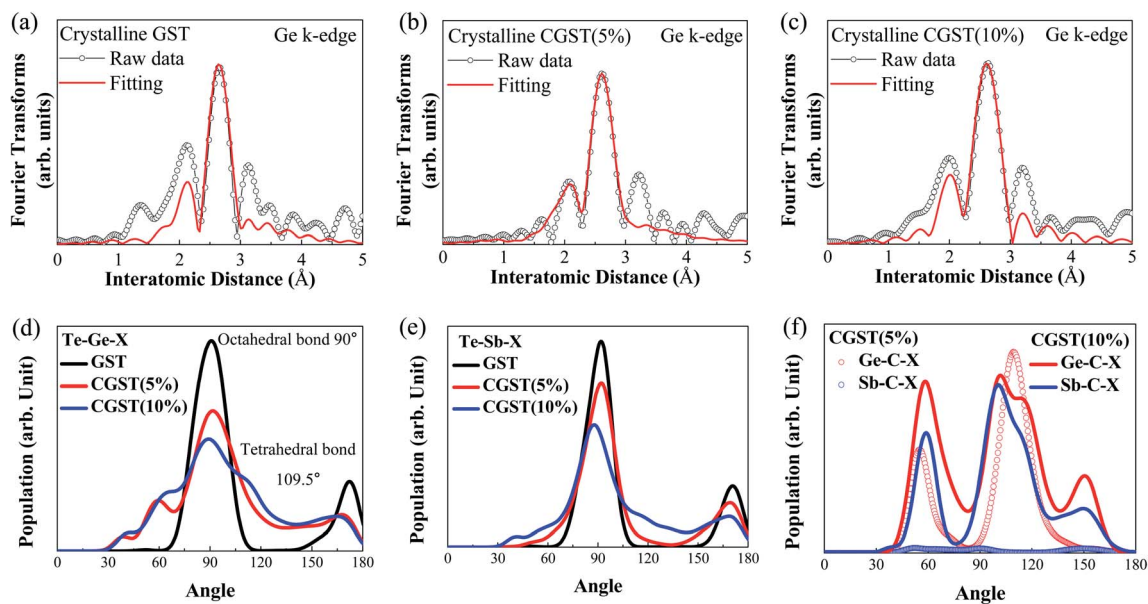 (a)
Crystalline GST
Ge k-edge
Raw data
Fitting
Fourier Transforms
(arb. units)
0 1 2 3 4 5
Interatomic Distance (Å)
(b)
Crystalline CGST(5%)
Ge k-edge
Raw data
Fitting
Fourier Transforms
(arb. units)
0 1 2 3 4 5
Interatomic Distance (Å)
(c)
Crystalline CGST(10%)
Ge k-edge
Raw data
Fitting
Fourier Transforms
(arb. units)
0 1 2 3 4 5
Interatomic Distance (Å)
(d)
Te-Ge-X
Octahedral bond 90°
GST
CGST(5%)
CGST(10%)
Tetrahedral bond
109.5°
Population (arb. Unit)
0 30 60 90 120 150 180
Angle
(e)
Te-Sb-X
GST
CGST(5%)
CGST(10%)
Population (arb. Unit)
0 30 60 90 120 150 180
Angle
(f)
CGST(5%)
Ge-C-X
Sb-C-X
CGST(10%)
Ge-C-X
Sb-C-X
Population (arb. Unit)
0 30 60 90 120 150 180
Angle